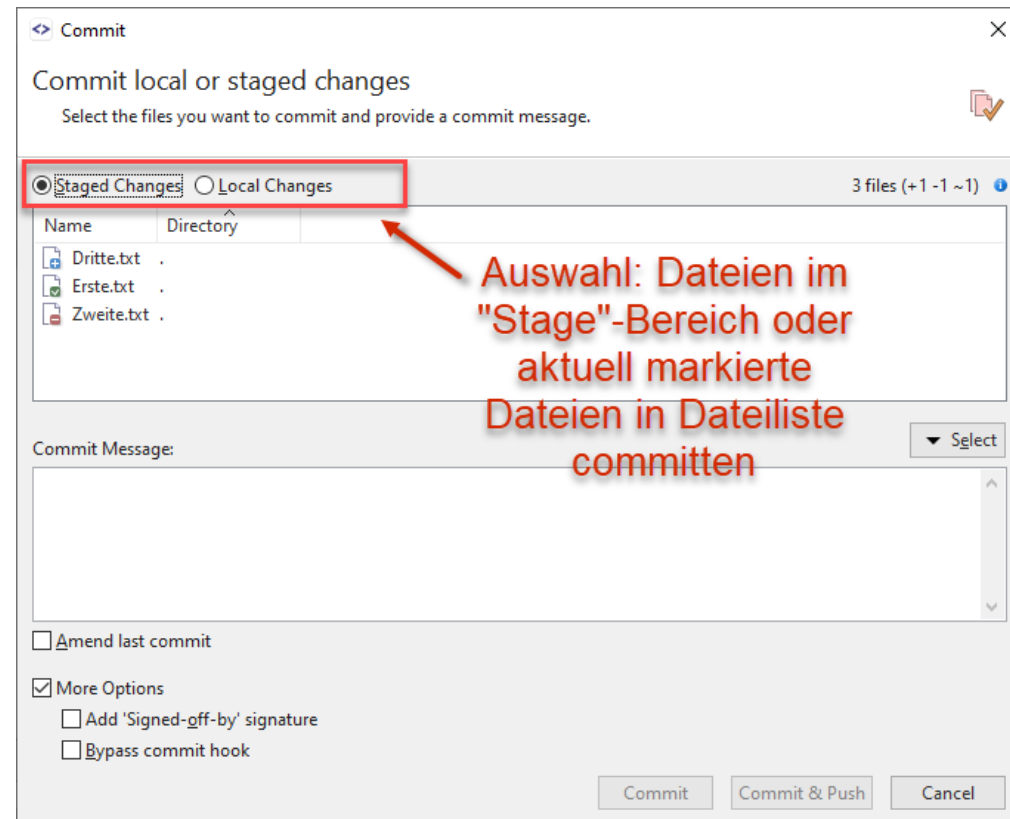 Commit
Commit local or staged changes
Select the files you want to commit and provide a commit message.
Staged Changes Local Changes 3 files (+1 -1 ~1)
Name Directory
Dritte.txt .
Erste.txt .
Zweite.txt .
Auswahl: Dateien im
"Stage"-Bereich oder
aktuell markierte
Dateien in Dateiliste
committen
Commit Message:
Select
Amend last commit
More Options
Add 'Signed-off-by' signature
Bypass commit hook
Commit Commit & Push Cancel